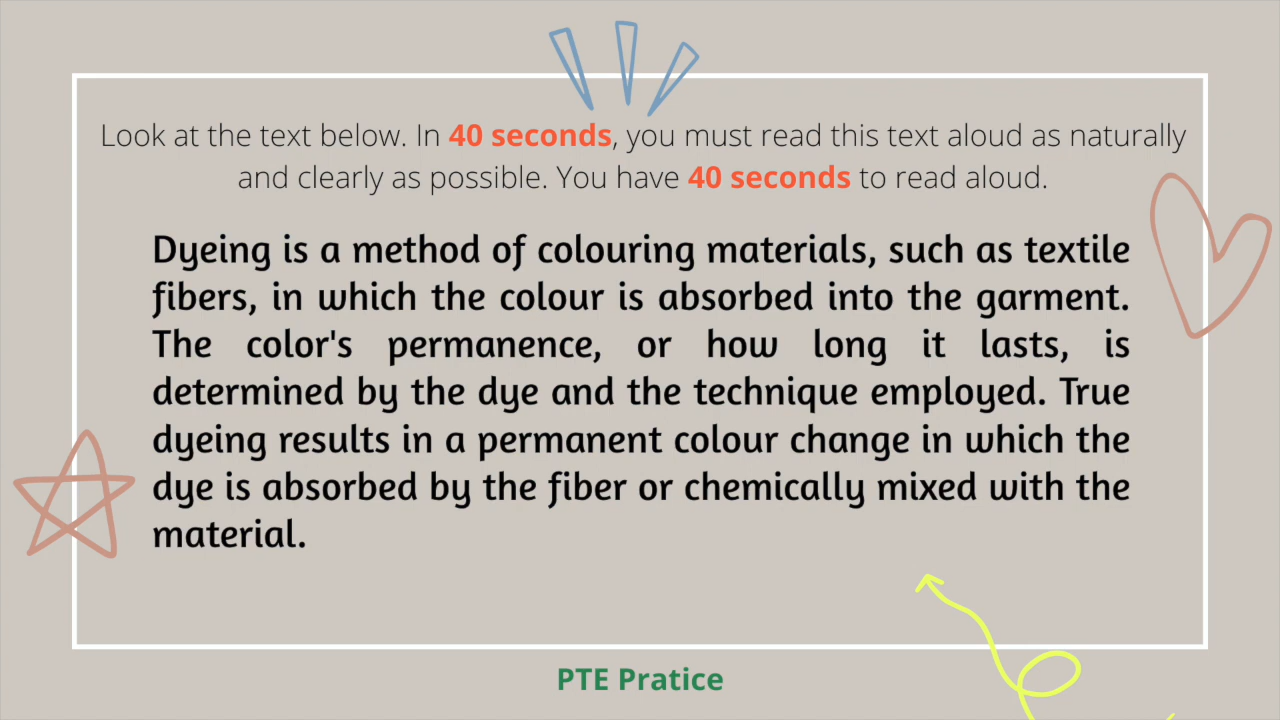 Look at the text below. In 40 seconds, you must read this text aloud as naturally
and clearly as possible. You have 40 seconds to read aloud.
Dyeing is a method of colouring materials, such as textile
fibers, in which the colour is absorbed into the garment.
The color's permanence, or how long it lasts, is
determined by the dye and the technique employed. True
dyeing results in a permanent colour change in which the
dye is absorbed by the fiber or chemically mixed with the
material.
PTE Pratice